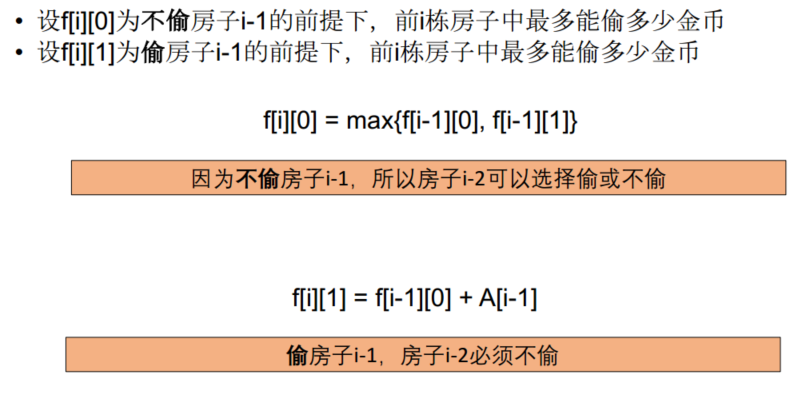 • 设f[i][0]为不偷房子i-1的前提下，前i栋房子中最多能偷多少金币
• 设f[i][1]为偷房子i-1的前提下，前i栋房子中最多能偷多少金币
f[i][0] = max{f[i-1][0], f[i-1][1]}
因为不偷房子i-1，所以房子i-2可以选择偷或不偷
f[i][1] = f[i-1][0] + A[i-1]
偷房子i-1，房子i-2必须不偷